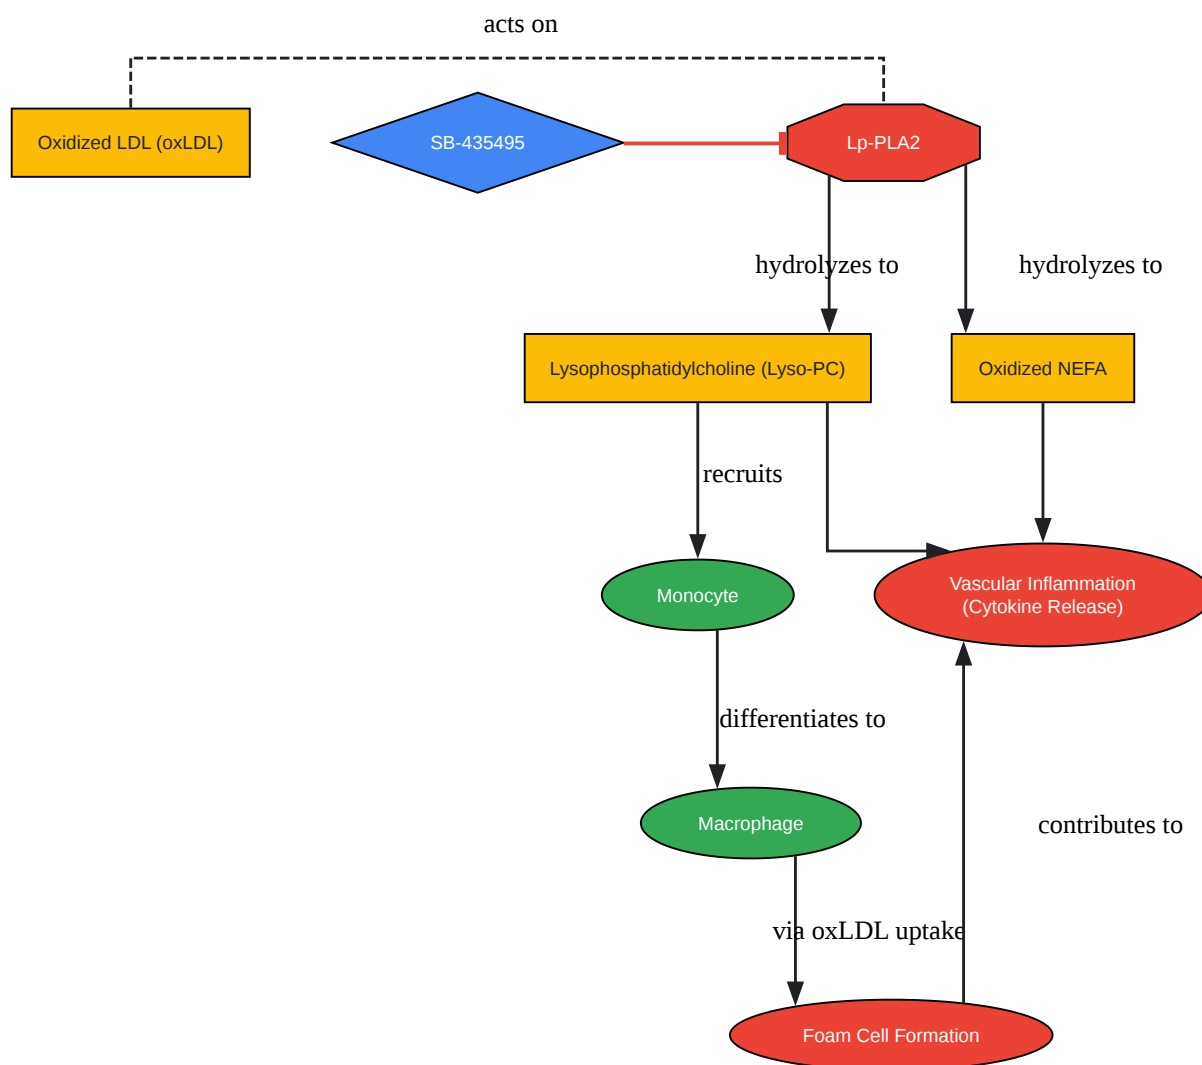 acts on
Oxidized LDL (oxLDL)
SB-435495
Lp-PLA2
hydrolyzes to
hydrolyzes to
Lysophosphatidylcholine (Lyso-PC)
Oxidized NEFA
recruits
Monocyte
Vascular Inflammation
(Cytokine Release)
differentiates to
Macrophage
contributes to
via oxLDL uptake
Foam Cell Formation